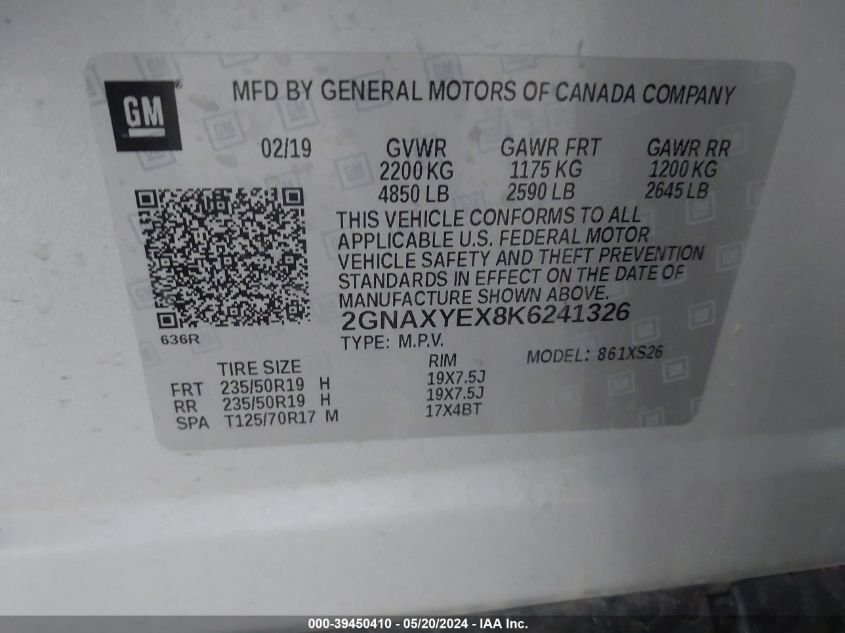 GM
MFD BY GENERAL MOTORS OF CANADA COMPANY
02/19 GVWR GAWR FRT GAWR RR
2200 KG 1175 KG 1200 KG
4850 LB 2590 LB 2645 LB
THIS VEHICLE CONFORMS TO ALL
APPLICABLE U.S. FEDERAL MOTOR
VEHICLE SAFETY AND THEFT PREVENTION
STANDARDS IN EFFECT ON THE DATE OF
MANUFACTURE SHOWN ABOVE.
2GNAXYEX8K6241326
636R
TYPE: M.P.V. MODEL: 861XS26
TIRE SIZE RIM
FRT 235/50R19 H 19X7.5J
RR 235/50R19 H 19X7.5J
SPA T125/70R17 M 17X4BT
000-39450410 - 05/20/2024 - IAA Inc.